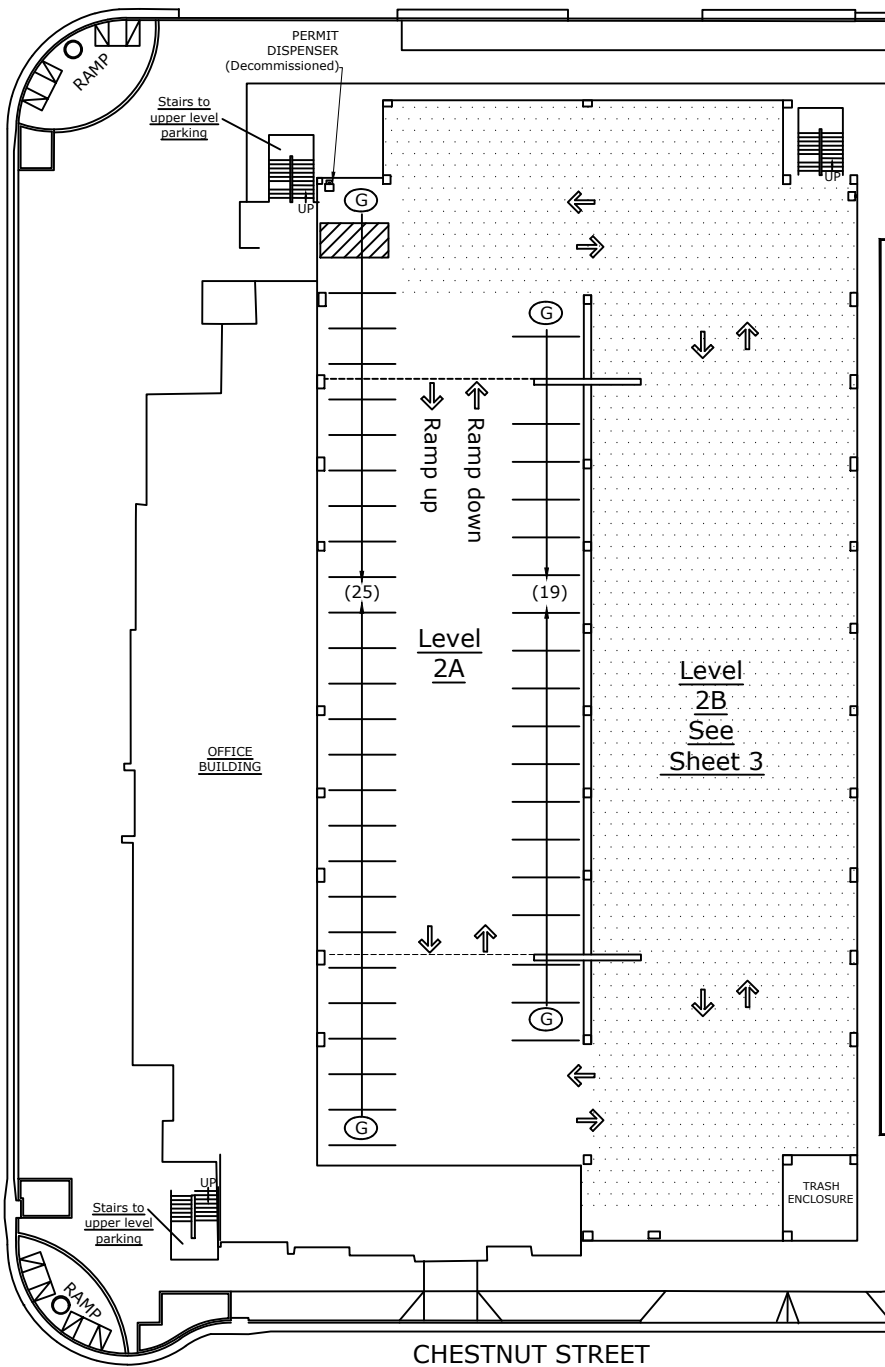 PERMIT
DISPENSER
(Decommissioned)
RAMP
Stairs to
upper level
parking
UP
UP
G
G
Ramp up
Ramp down
(25)
(19)
Level
2A
Level
2B
See
Sheet 3
OFFICE
BUILDING
G
G
UP
Stairs to
upper level
parking
TRASH
ENCLOSURE
RAMP
CHESTNUT STREET